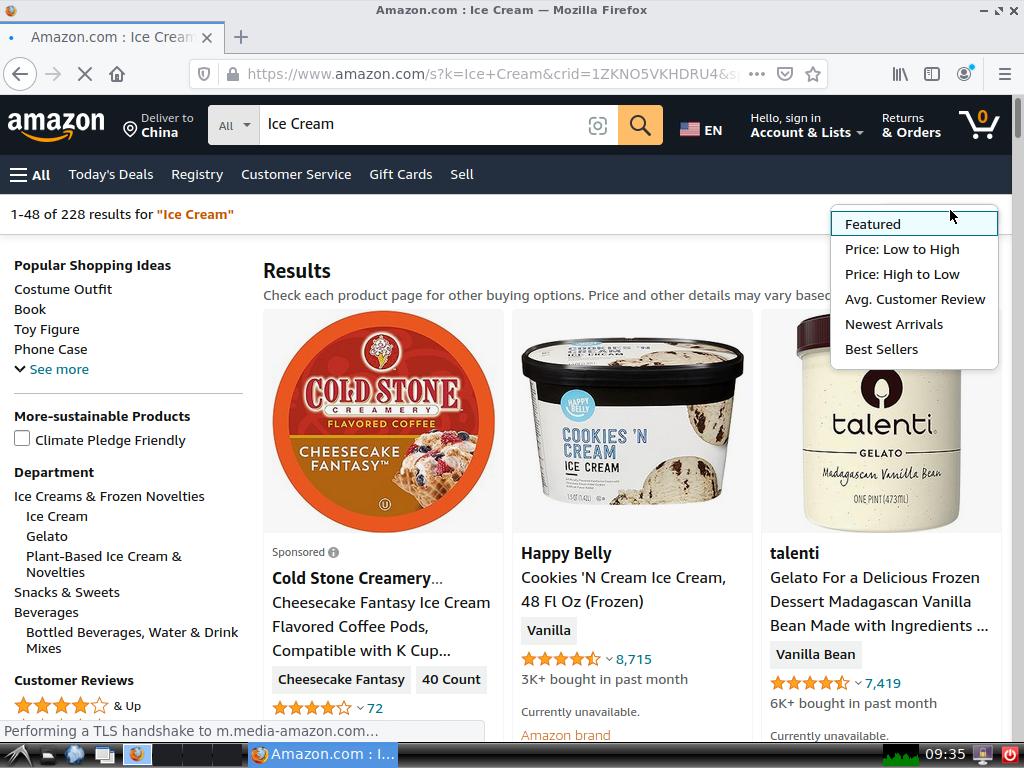 Amazon.com : Ice Cream — Mozilla Firefox
Amazon.com : Ice Cream
https://www.amazon.com/s?k=Ice+Cream&crid=1ZKNO5VKHDRU4&s
amazon
Deliver to
China
All
Ice Cream
EN
Hello, sign in
Account & Lists
Returns
& Orders
0
All
Today's Deals
Registry
Customer Service
Gift Cards
Sell
1-48 of 228 results for "Ice Cream"
Featured
Price: Low to High
Price: High to Low
Avg. Customer Review
Newest Arrivals
Best Sellers
Popular Shopping Ideas
Costume Outfit
Book
Toy Figure
Phone Case
See more
More-sustainable Products
Climate Pledge Friendly
Department
Ice Creams & Frozen Novelties
Ice Cream
Gelato
Plant-Based Ice Cream &
Novelties
Snacks & Sweets
Beverages
Bottled Beverages, Water & Drink
Mixes
Customer Reviews
& Up
Results
Check each product page for other buying options. Price and other details may vary based
COLD STONE
CREAMERY
FLAVORED COFFEE
CHEESECAKE
FANTASY™
Sponsored
Cold Stone Creamery…
Cheesecake Fantasy Ice Cream
Flavored Coffee Pods,
Compatible with K Cup...
Cheesecake Fantasy
40 Count
72
COOKIES 'N
CREAM
ICE CREAM
HAPPY
BELLY
COOKIES 'N
CREAM
ICE CREAM
Happy Belly
Cookies 'N Cream Ice Cream,
48 Fl Oz (Frozen)
Vanilla
8,715
3K+ bought in past month
Currently unavailable.
Amazon brand
talenti
GELATO
Madagascan Vanilla Bean
ONE PINT (473mL)
talenti
Gelato For a Delicious Frozen
Dessert Madagascan Vanilla
Bean Made with Ingredients ...
Vanilla Bean
7,419
6K+ bought in past month
Currently unavailable.
Performing a TLS handshake to m.media-amazon.com…
Amazon.com : I...
09:35